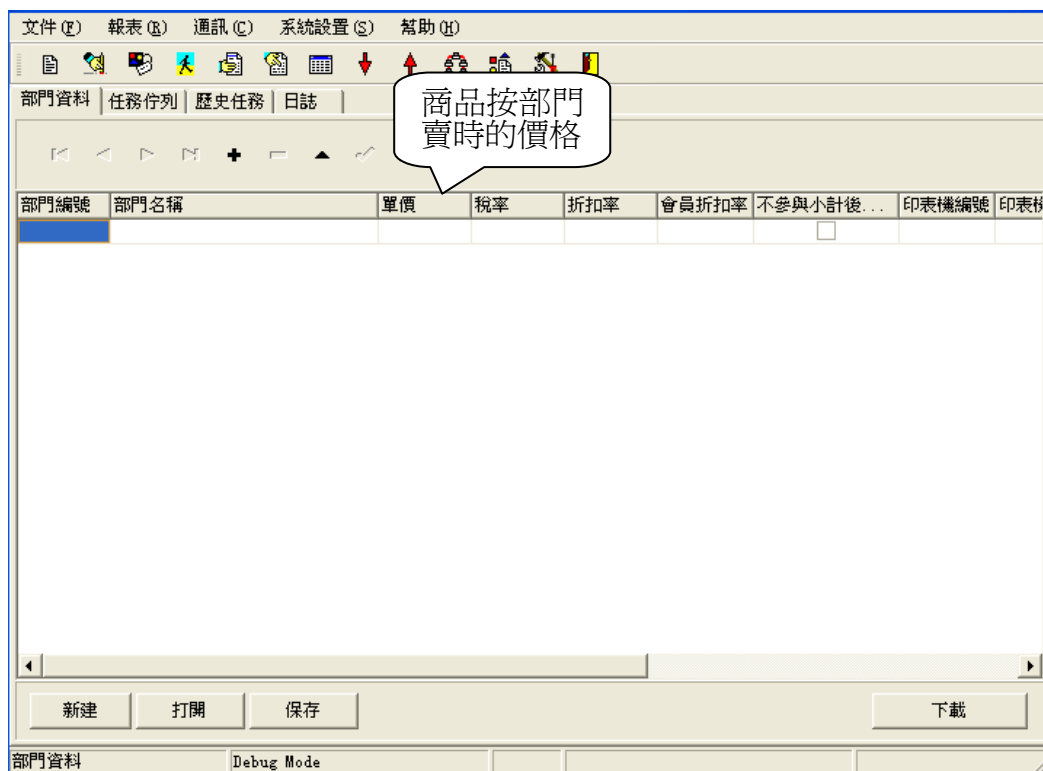 文件(F) 報表(R) 通訊(C) 系統設置(S) 幫助(H)
部門資料 任務佇列 歷史任務 日誌
商品按部門
賣時的價格
部門編號 部門名稱 單價 稅率 折扣率 會員折扣率 不參與小計後... 印表機編號 印表機
新建 打開 保存 下載
部門資料 Debug Mode